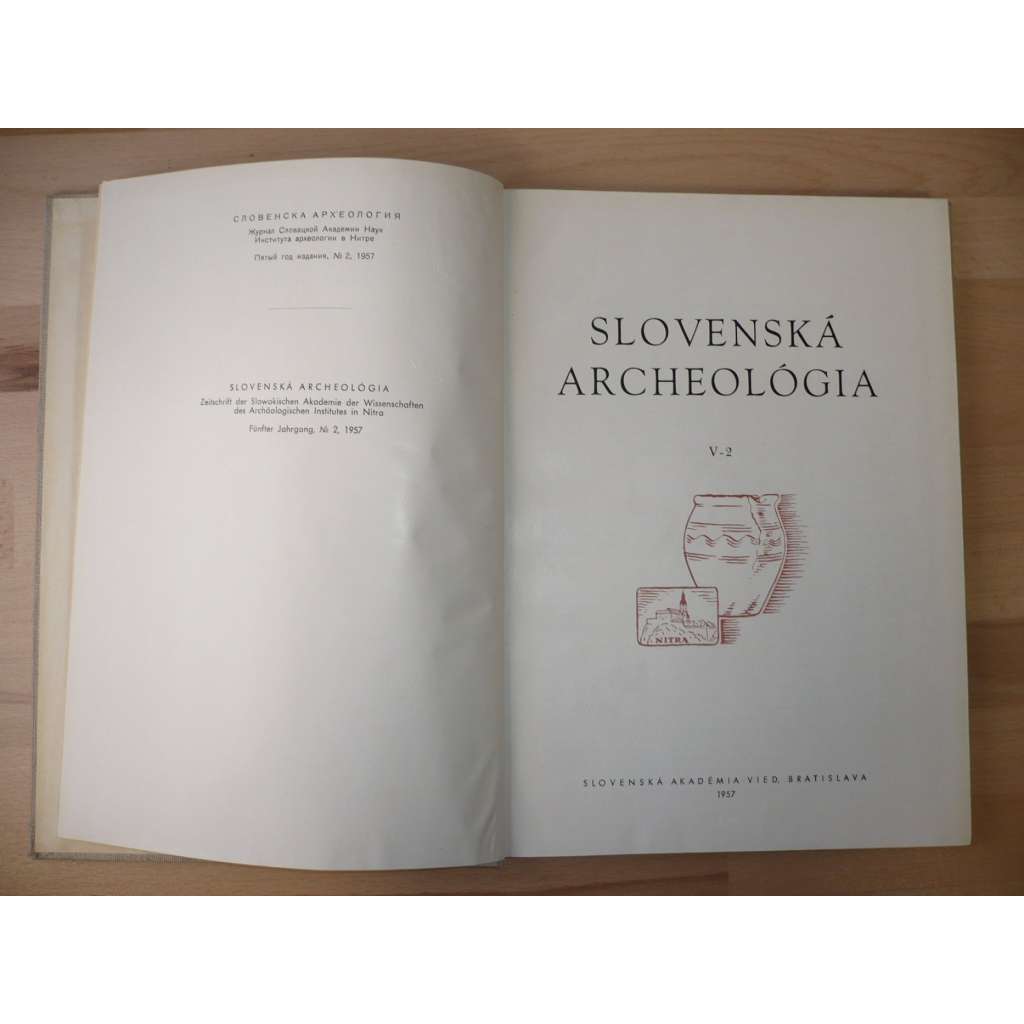 СЛОВЕНСКА АРХЕОЛОГИЯ
Журнал Словацкой Академии Наук
Института археологии в Нитре
Пятый год издания, № 2, 1957
SLOVENSKÁ ARCHEOLÓGIA
Zeitschrift der Slowakischen Akademie der Wissenschaften
des Archäologischen Institutes in Nitra
Fünfter Jahrgang, № 2, 1957
SLOVENSKÁ
ARCHEOLÓGIA
V-2
NITRA
SLOVENSKÁ AKADÉMIA VIED, BRATISLAVA
1957